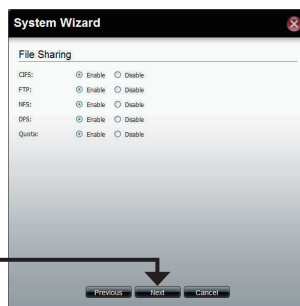 System Wizard
File Sharing
CIFS: Enable Disable
FTP: Enable Disable
NFS: Enable Disable
DFS: Enable Disable
Quota: Enable Disable
Previous Next Cancel